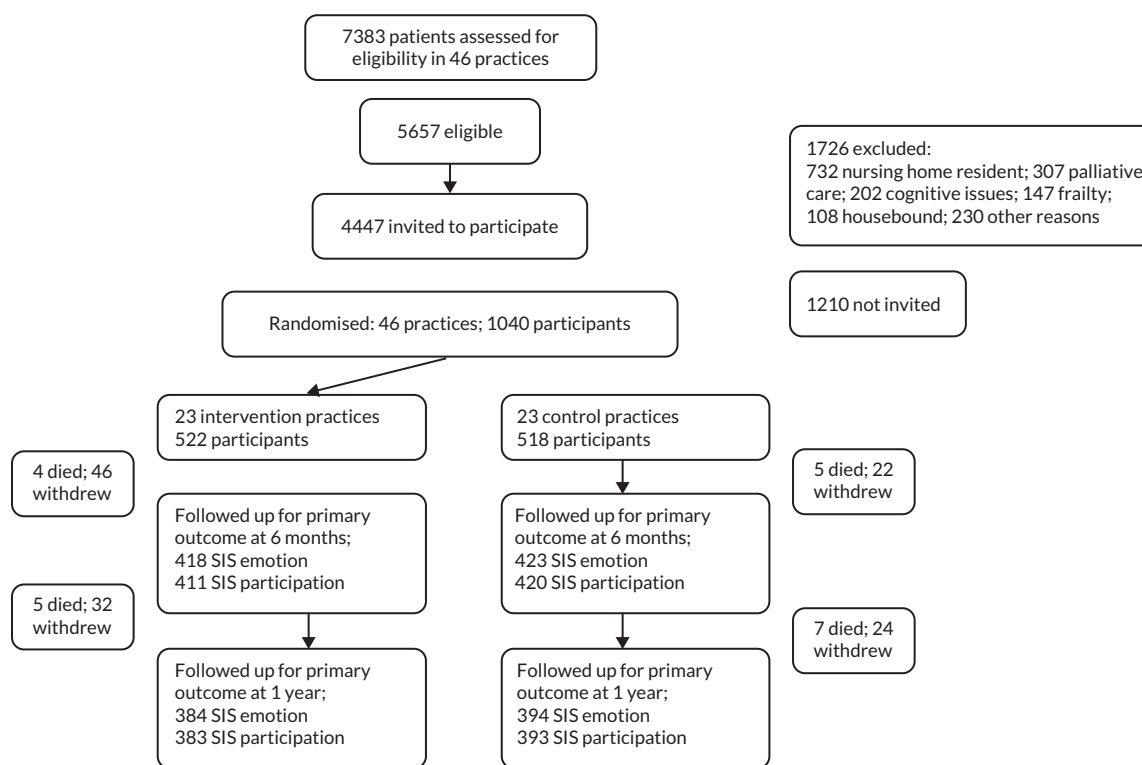 7383 patients assessed for
eligibility in 46 practices
5657 eligible
1726 excluded:
732 nursing home resident; 307 palliative
care; 202 cognitive issues; 147 frailty;
108 housebound; 230 other reasons
4447 invited to participate
1210 not invited
Randomised: 46 practices; 1040 participants
23 intervention practices
522 participants
23 control practices
518 participants
4 died; 46
withdrew
5 died; 22
withdrew
Followed up for primary
outcome at 6 months;
418 SIS emotion
411 SIS participation
Followed up for primary
outcome at 6 months;
423 SIS emotion
420 SIS participation
5 died; 32
withdrew
7 died; 24
withdrew
Followed up for primary
outcome at 1 year;
384 SIS emotion
383 SIS participation
Followed up for primary
outcome at 1 year;
394 SIS emotion
393 SIS participation